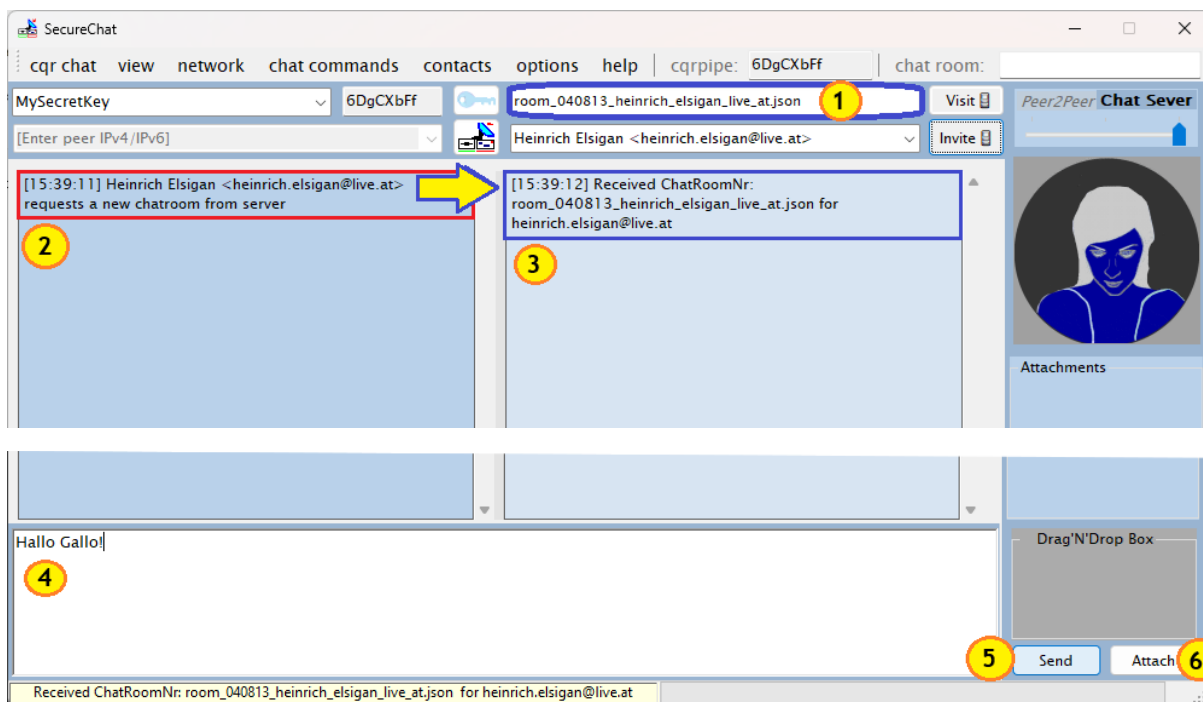 SecureChat
cqr chat view network chat commands contacts options help cqrpipe: 6DgCXbFf chat room:
MySecretKey 6DgCXbFf room_040813_heinrich_elsigan_live_at.json 1 Visit Peer2Peer Chat Sever
[Enter peer IPv4/IPv6] Heinrich Elsigan <heinrich.elsigan@live.at> Invite
[15:39:11] Heinrich Elsigan <heinrich.elsigan@live.at>
requests a new chatroom from server
2
[15:39:12] Received ChatRoomNr:
room_040813_heinrich_elsigan_live_at.json for
heinrich.elsigan@live.at
3
Attachments
Hallo Gallo!
4
Drag'N'Drop Box
5 Send Attach 6
Received ChatRoomNr: room_040813_heinrich_elsigan_live_at.json for heinrich.elsigan@live.at